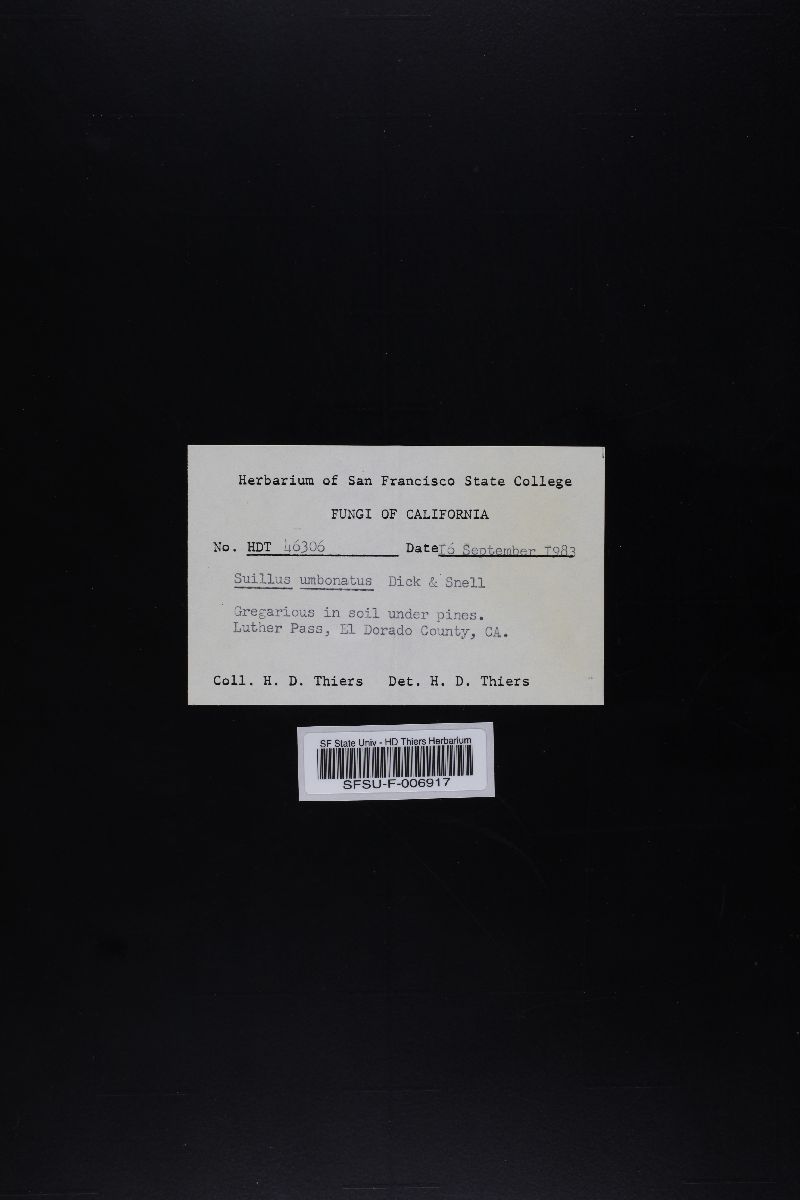 Herbarium of San Francisco State College
FUNGI OF CALIFORNIA
No. HDT 46306 Date I6 September I983
Suillus umbonatus Dick & Snell
Gregarious in soil under pines.
Luther Pass, El Dorado County, CA.
Coll. H. D. Thiers Det. H. D. Thiers
SF State Univ - HD Thiers Herbarium
SFSU-F-006917